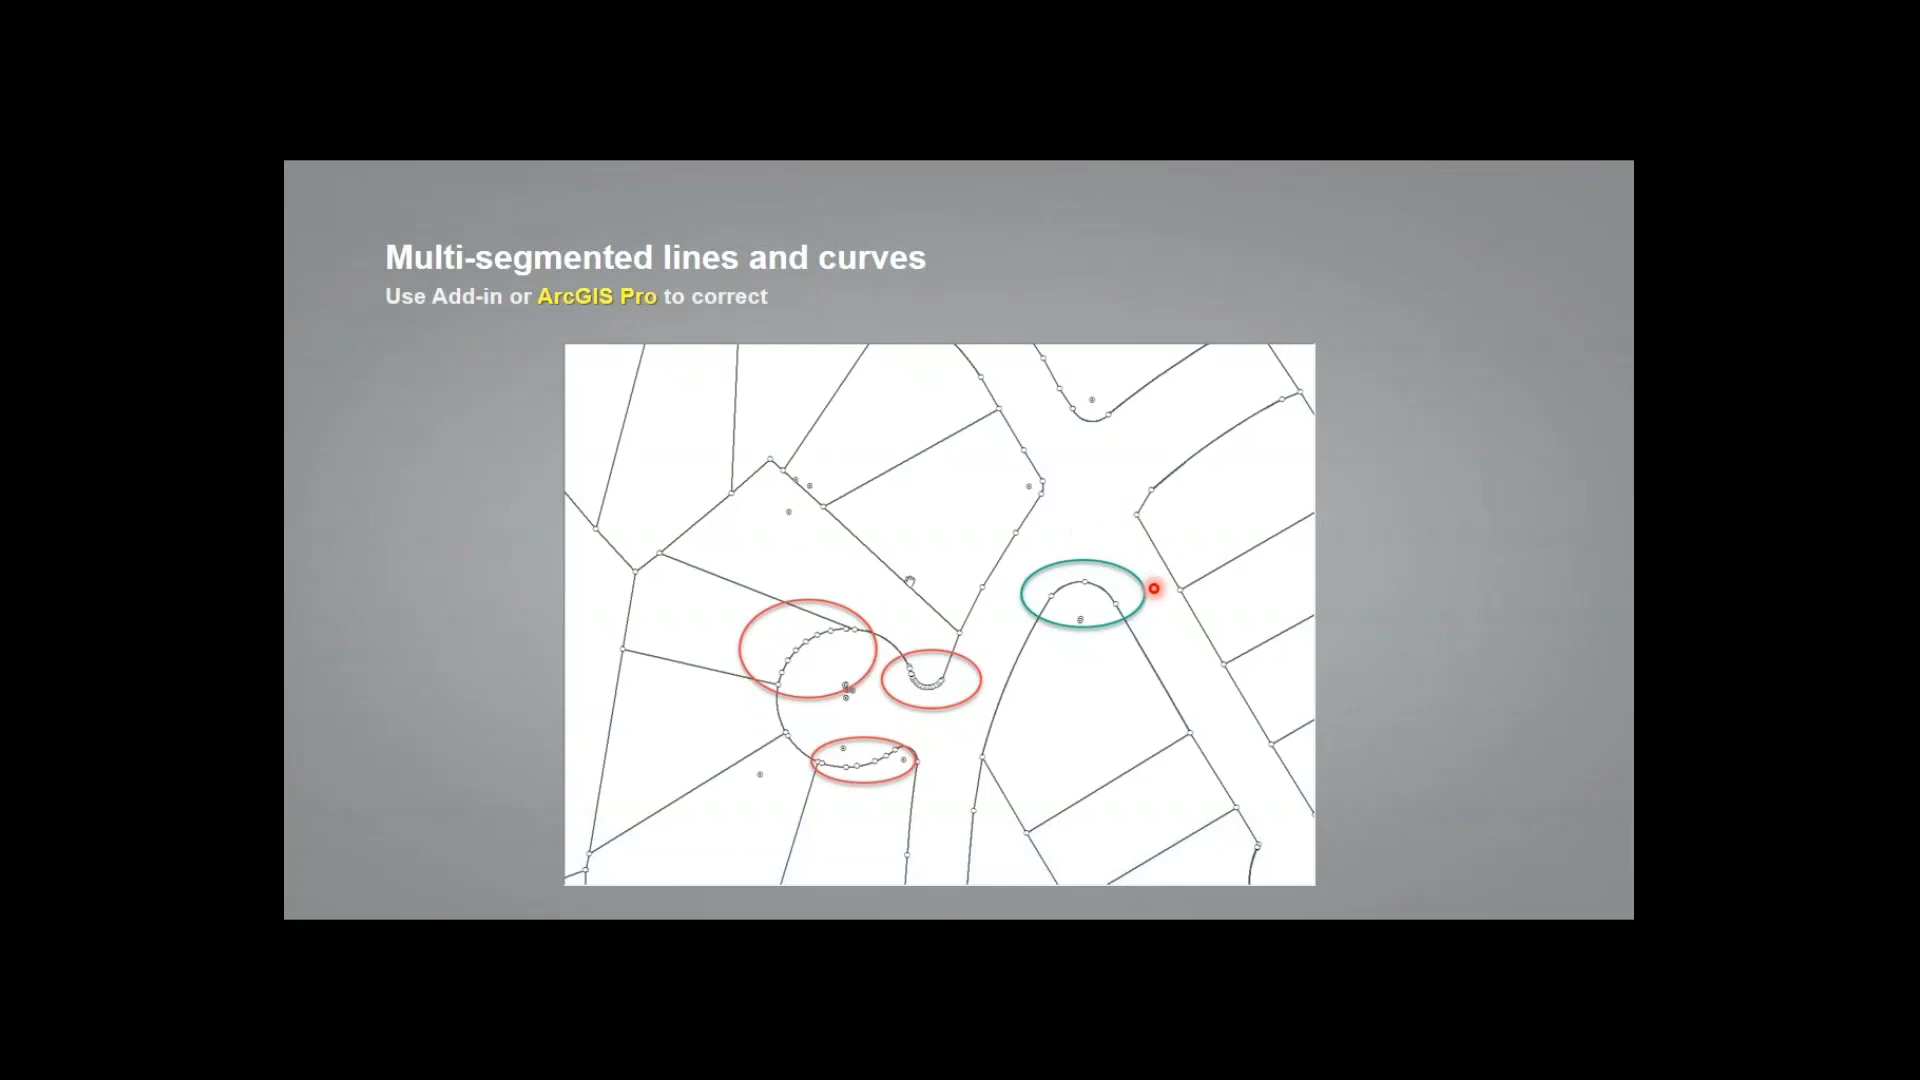 Multi-segmented lines and curves
Use Add-in or ArcGIS Pro to correct